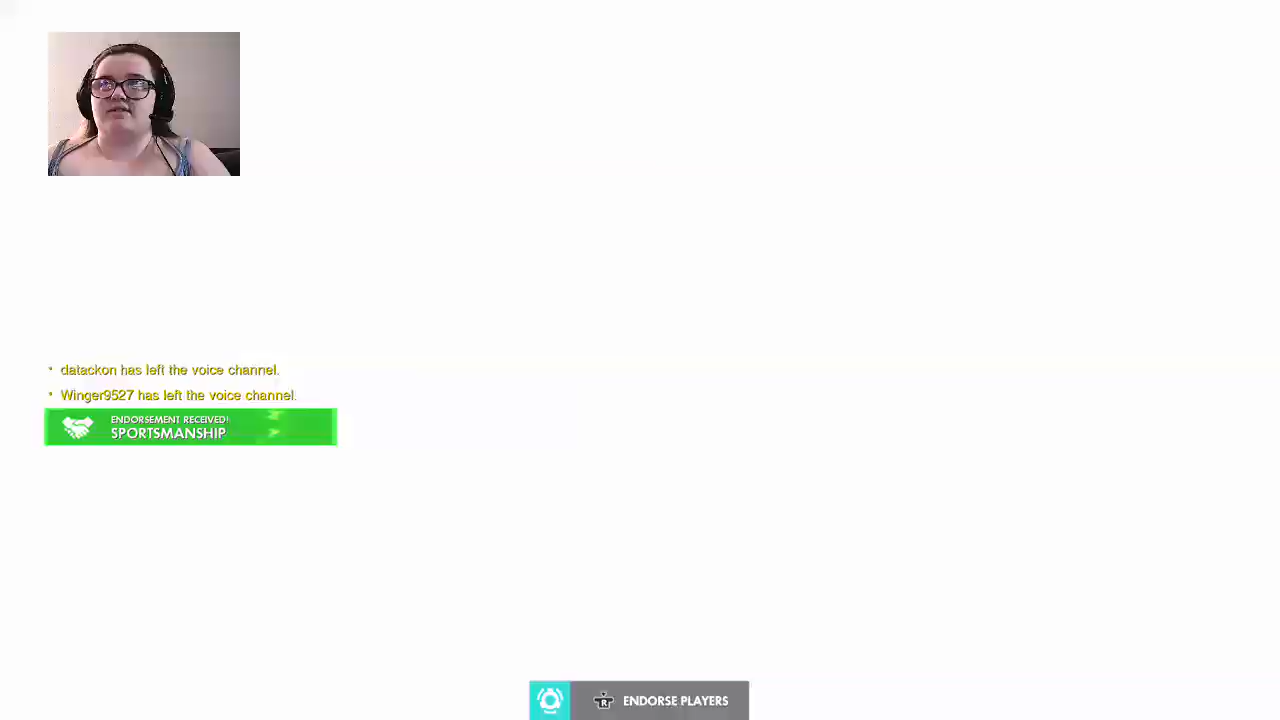 datackon has left the voice channel.
Winger9527 has left the voice channel.
ENDORSEMENT RECEIVED!
SPORTSMANSHIP
R ENDORSE PLAYERS